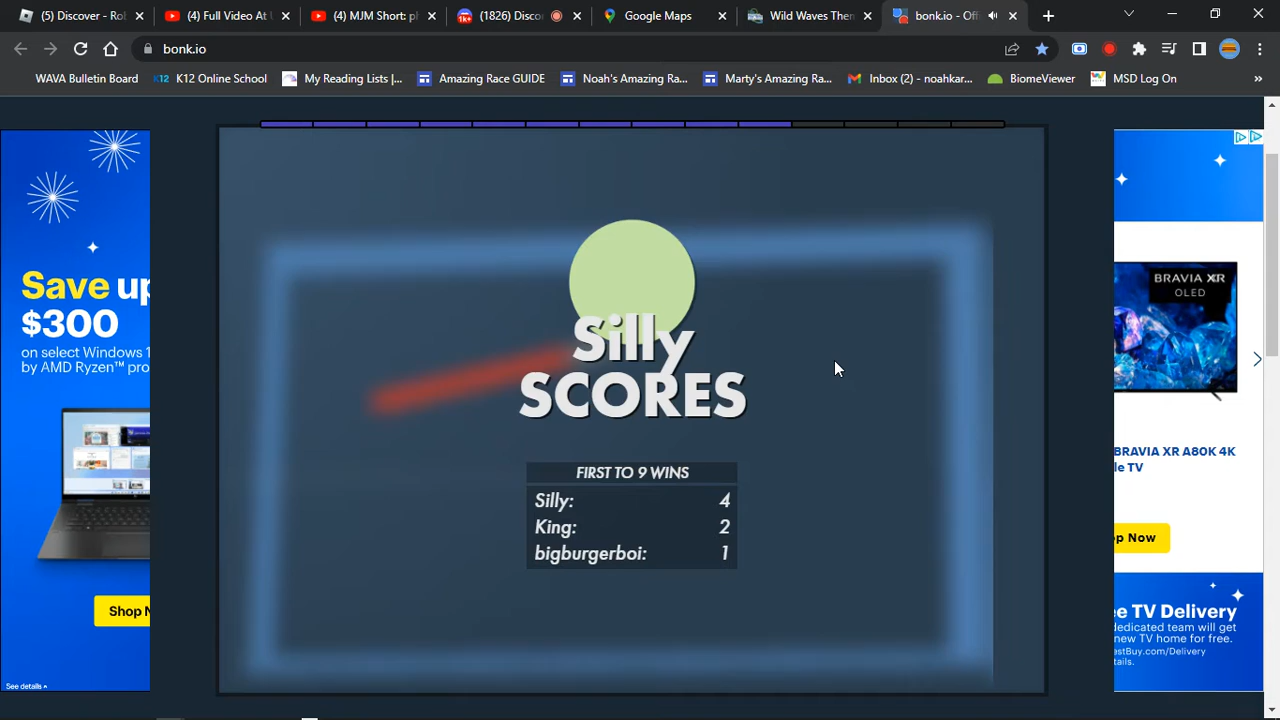 (5) Discover - Ro
(4) Full Video At
(4) MJM Short: p
(1826) Disco
Google Maps
Wild Waves Ther
bonk.io - Offi
bonk.io
WAVA Bulletin Board
K12 Online School
My Reading Lists |...
Amazing Race GUIDE
Noah's Amazing Ra...
Marty's Amazing Ra...
Inbox (2) - noahkar...
BiomeViewer
MSD Log On
»
Save up
$300
on select Windows 1
by AMD Ryzen™ pro
Shop N
See details
Silly
SCORES
FIRST TO 9 WINS
Silly: 4
King: 2
bigburgerboi: 1
BRAVIA XR
OLED
BRAVIA XR A80K 4K
le TV
op Now
ee TV Delivery
dedicated team will get
new TV home for free.
estBuy.com/Delivery
tails.